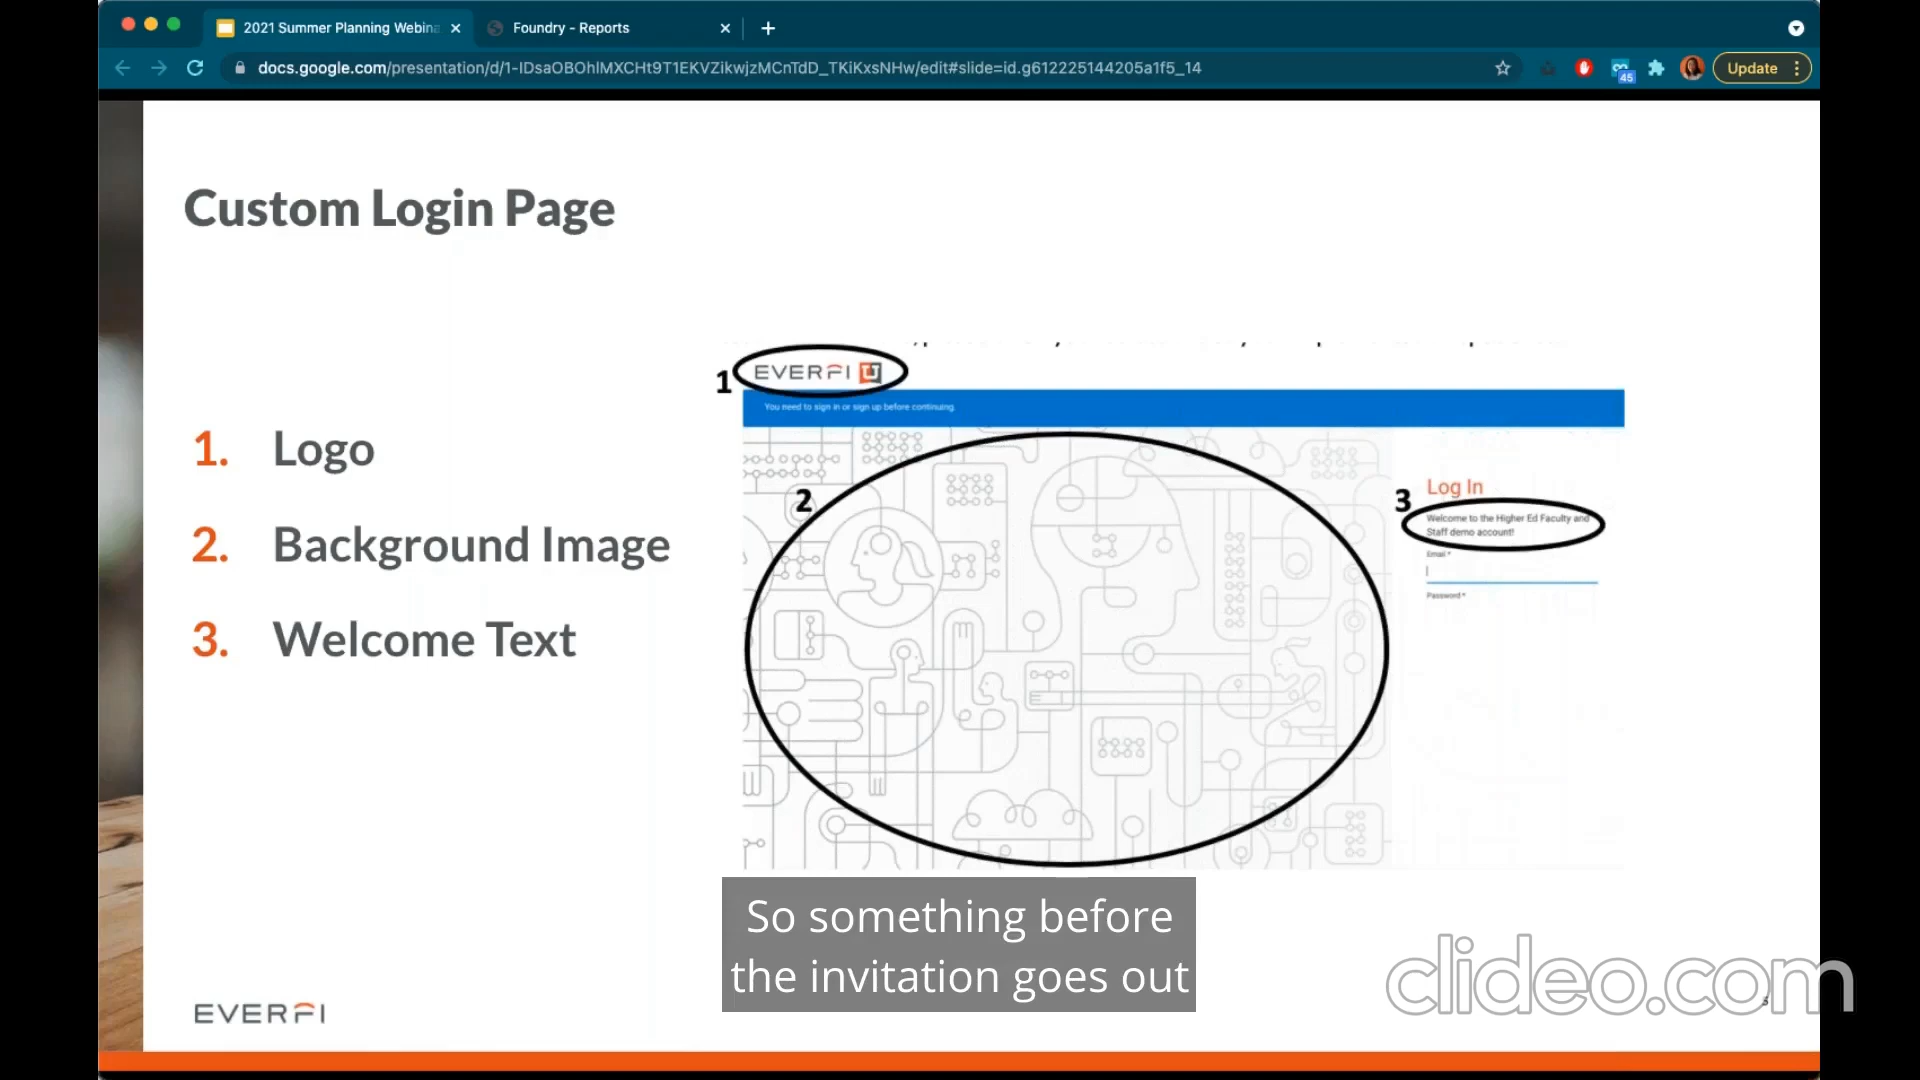 2021 Summer Planning Webina
Foundry - Reports
docs.google.com/presentation/d/1-IDsaOBOhlMXCHt9T1EKVZikwjzMCnTdD_TKiKxsNHw/edit#slide=id.g612225144205a1f5_14
45
Update
Custom Login Page
1. Logo
2. Background Image
3. Welcome Text
1
EVERFI U
You need to sign in or sign up before continuing.
2
3
Log In
Welcome to the Higher Ed Faculty and
Staff demo account!
Email *
Password *
So something before
the invitation goes out
EVERFI
clideo.com